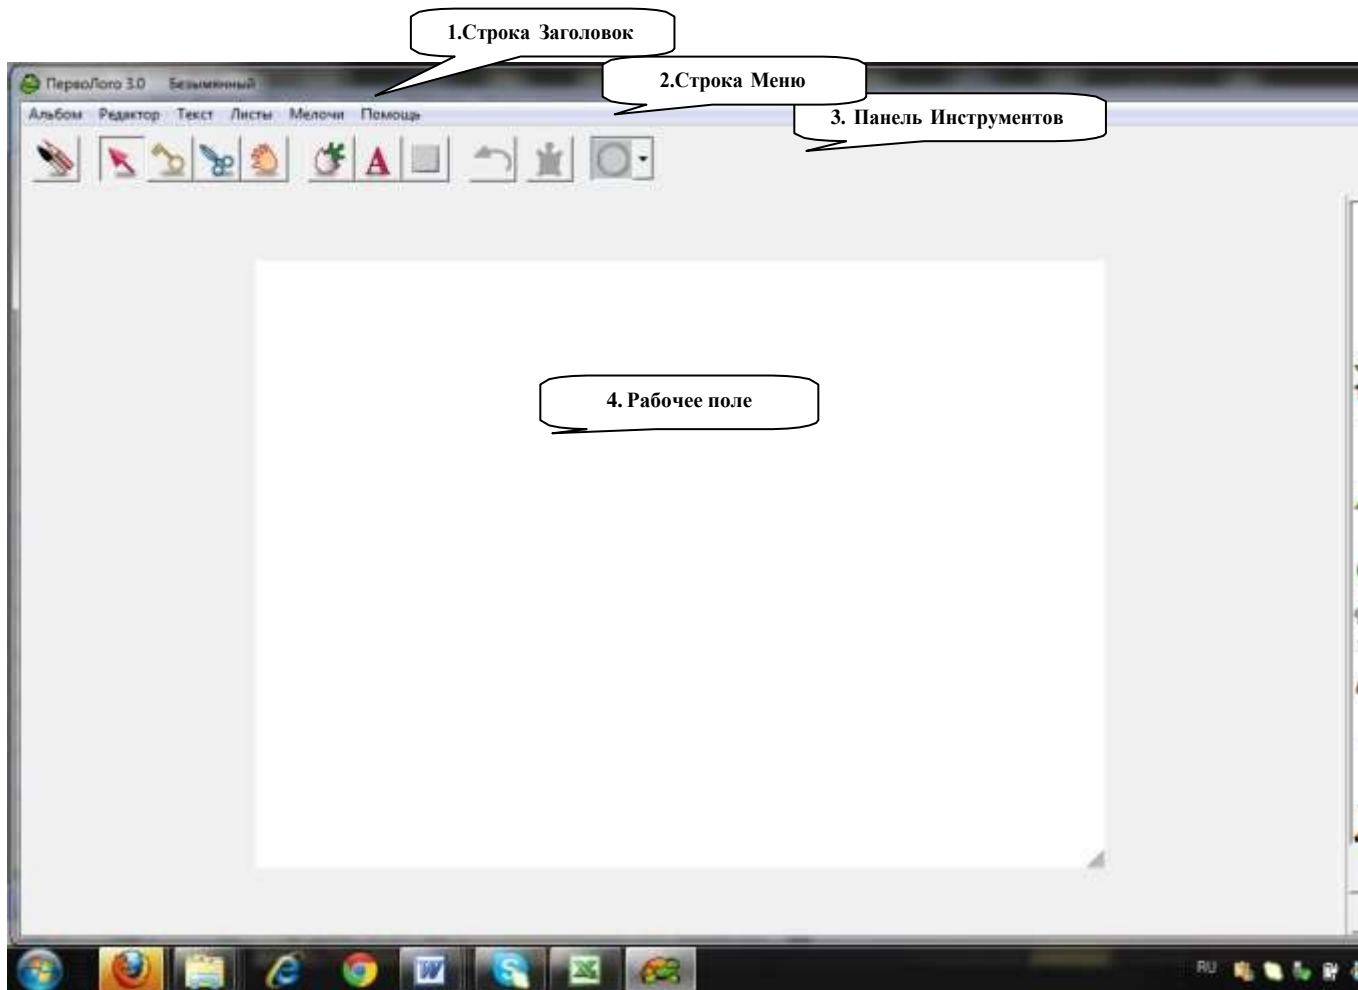 1.Строка Заголовок
ПервоЛого 3.0 Безымянный
2.Строка Меню
Альбом Редактор Текст Листы Мелочи Помощь
3. Панель Инструментов
А
4. Рабочее поле
RU